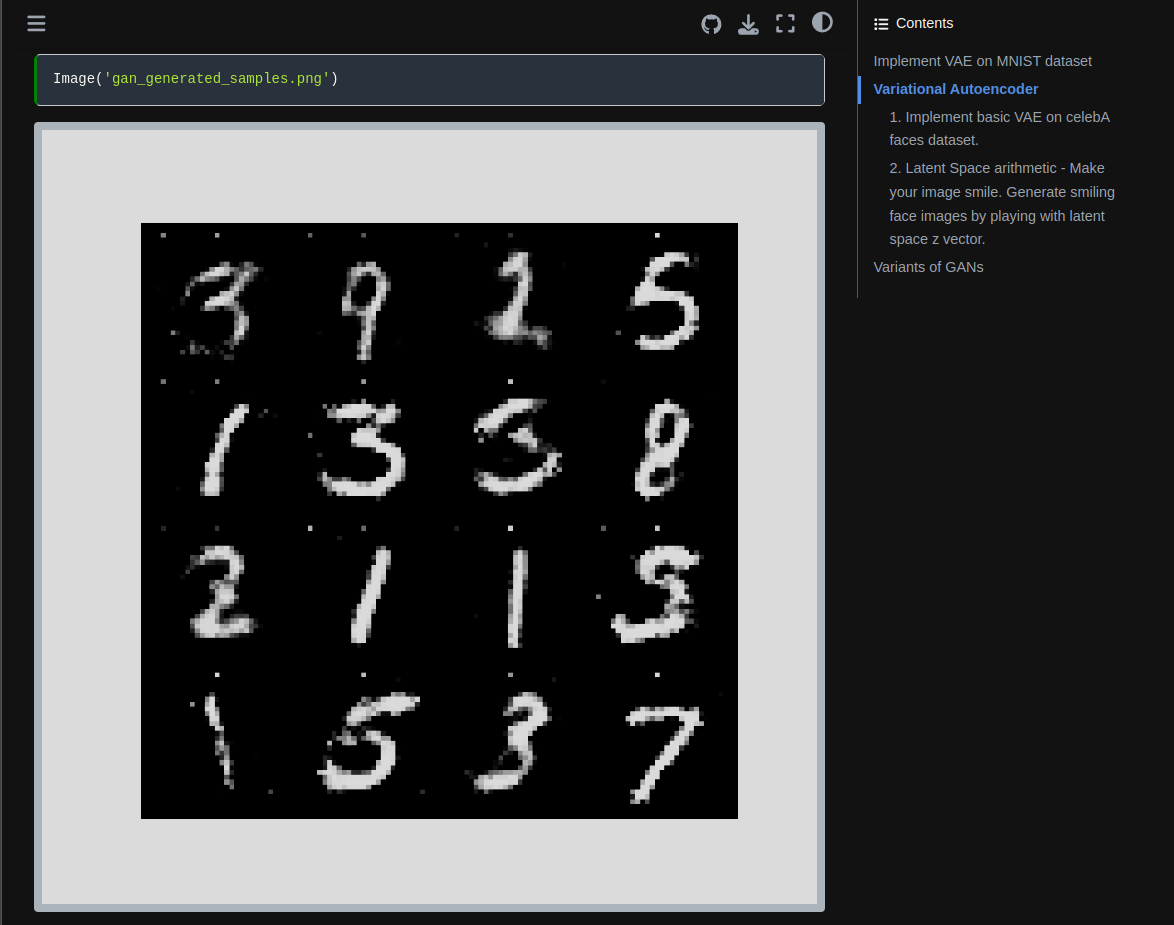 Contents
Image('gan_generated_samples.png')
Implement VAE on MNIST dataset
Variational Autoencoder
1. Implement basic VAE on celebA
faces dataset.
2. Latent Space arithmetic - Make
your image smile. Generate smiling
face images by playing with latent
space z vector.
Variants of GANs
3 9 2 5
1 3 3 8
2 1 1
1 5 3 7